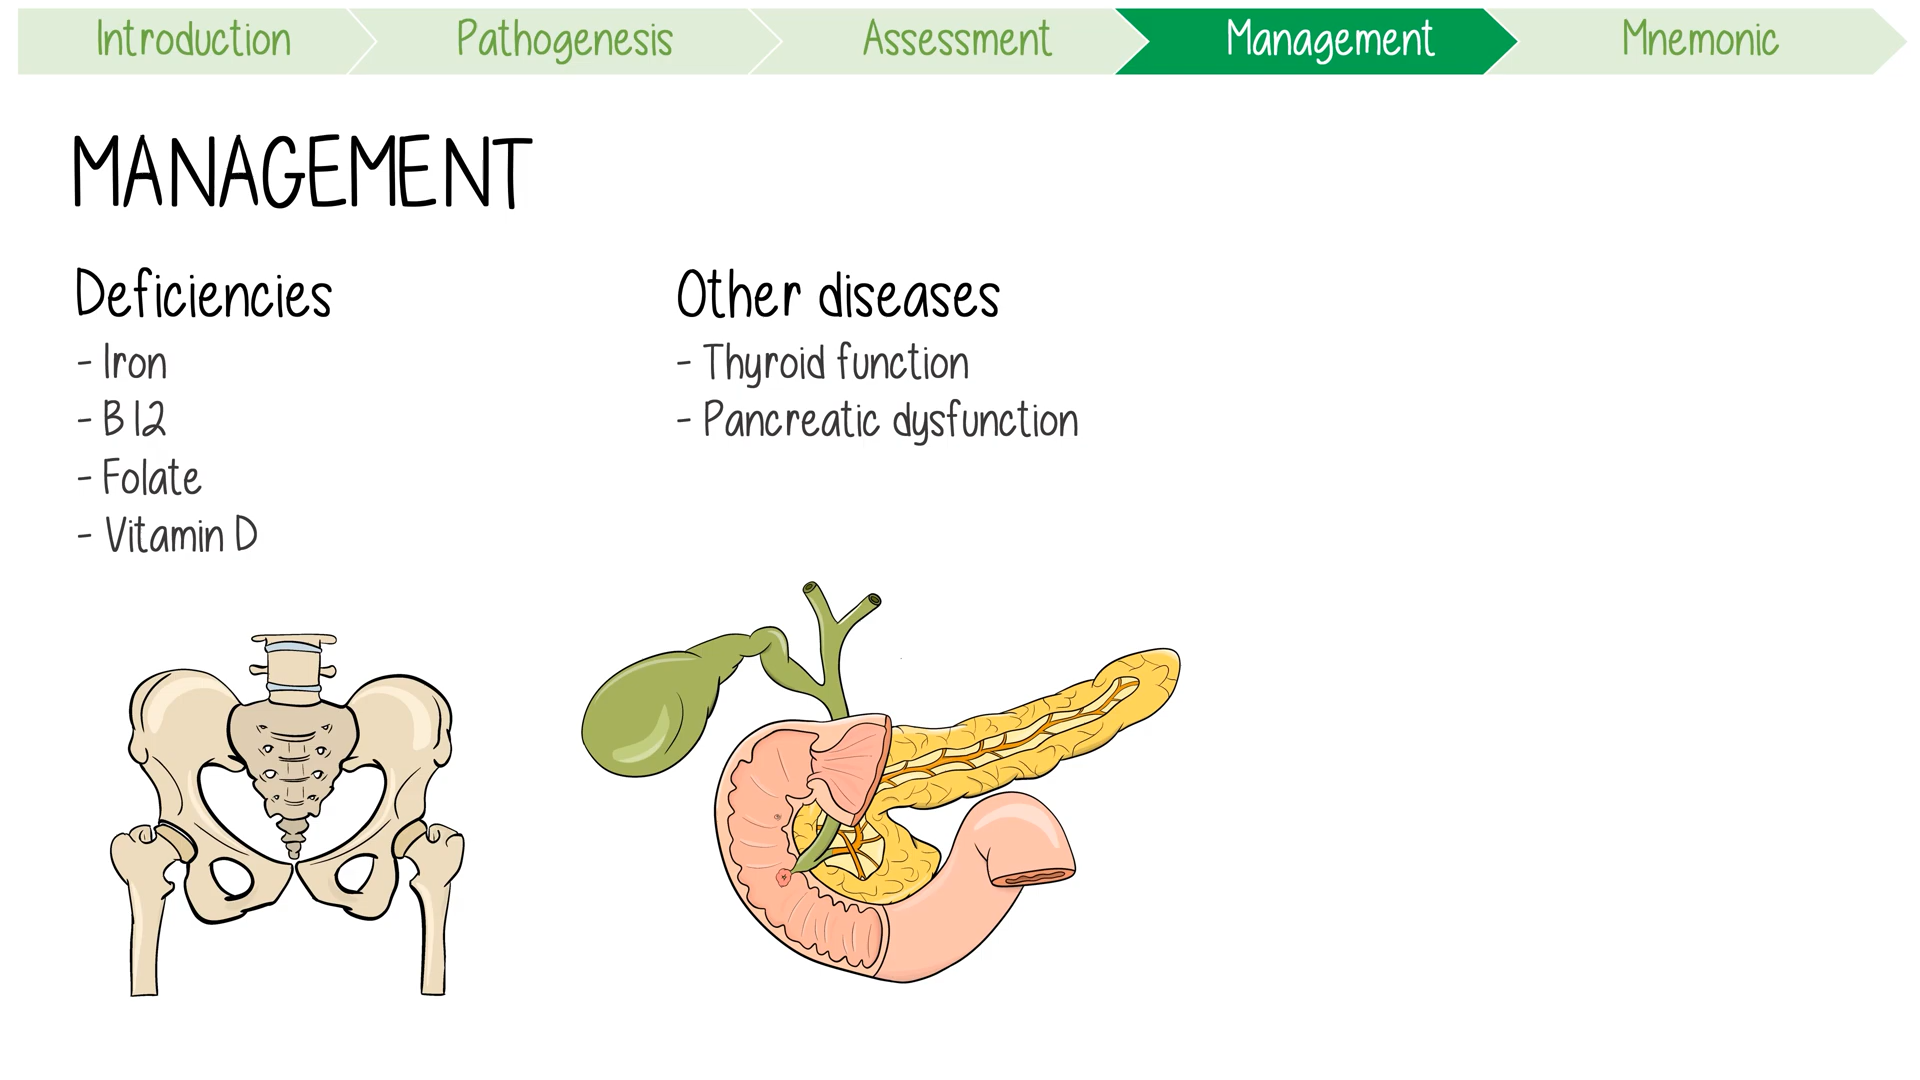 Introduction
Pathogenesis
Assessment
Management
Mnemonic
MANAGEMENT
Deficiencies
- Iron
- B12
- Folate
- Vitamin D
Other diseases
- Thyroid function
- Pancreatic dysfunction